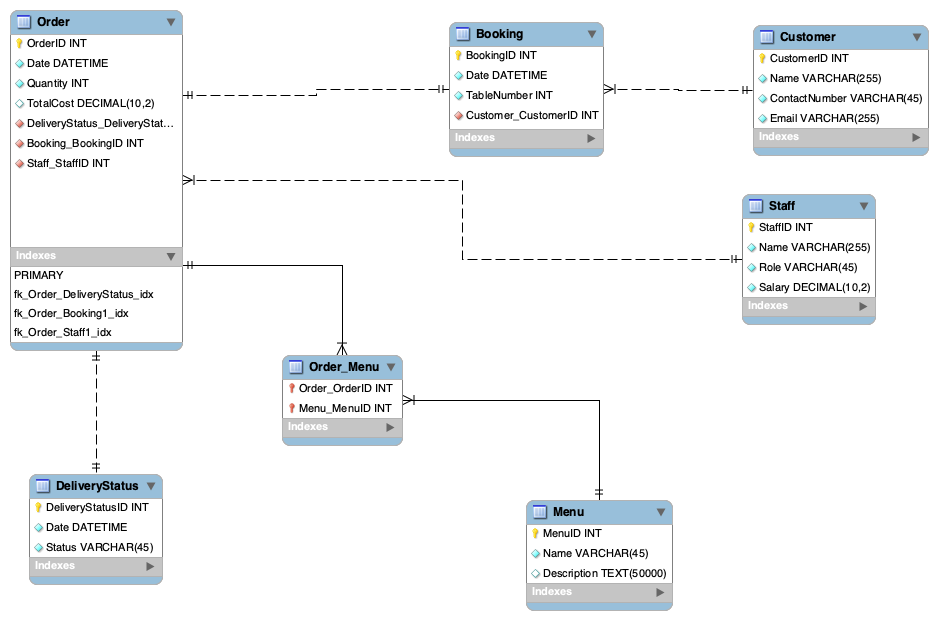 Order
OrderID INT
Date DATETIME
Quantity INT
TotalCost DECIMAL(10,2)
DeliveryStatus_DeliveryStat...
Booking_BookingID INT
Staff_StaffID INT
Indexes
PRIMARY
fk_Order_DeliveryStatus_idx
fk_Order_Booking1_idx
fk_Order_Staff1_idx
Booking
BookingID INT
Date DATETIME
TableNumber INT
Customer_CustomerID INT
Indexes
Customer
CustomerID INT
Name VARCHAR(255)
ContactNumber VARCHAR(45)
Email VARCHAR(255)
Indexes
Staff
StaffID INT
Name VARCHAR(255)
Role VARCHAR(45)
Salary DECIMAL(10,2)
Indexes
Order_Menu
Order_OrderID INT
Menu_MenuID INT
Indexes
DeliveryStatus
DeliveryStatusID INT
Date DATETIME
Status VARCHAR(45)
Indexes
Menu
MenuID INT
Name VARCHAR(45)
Description TEXT(50000)
Indexes